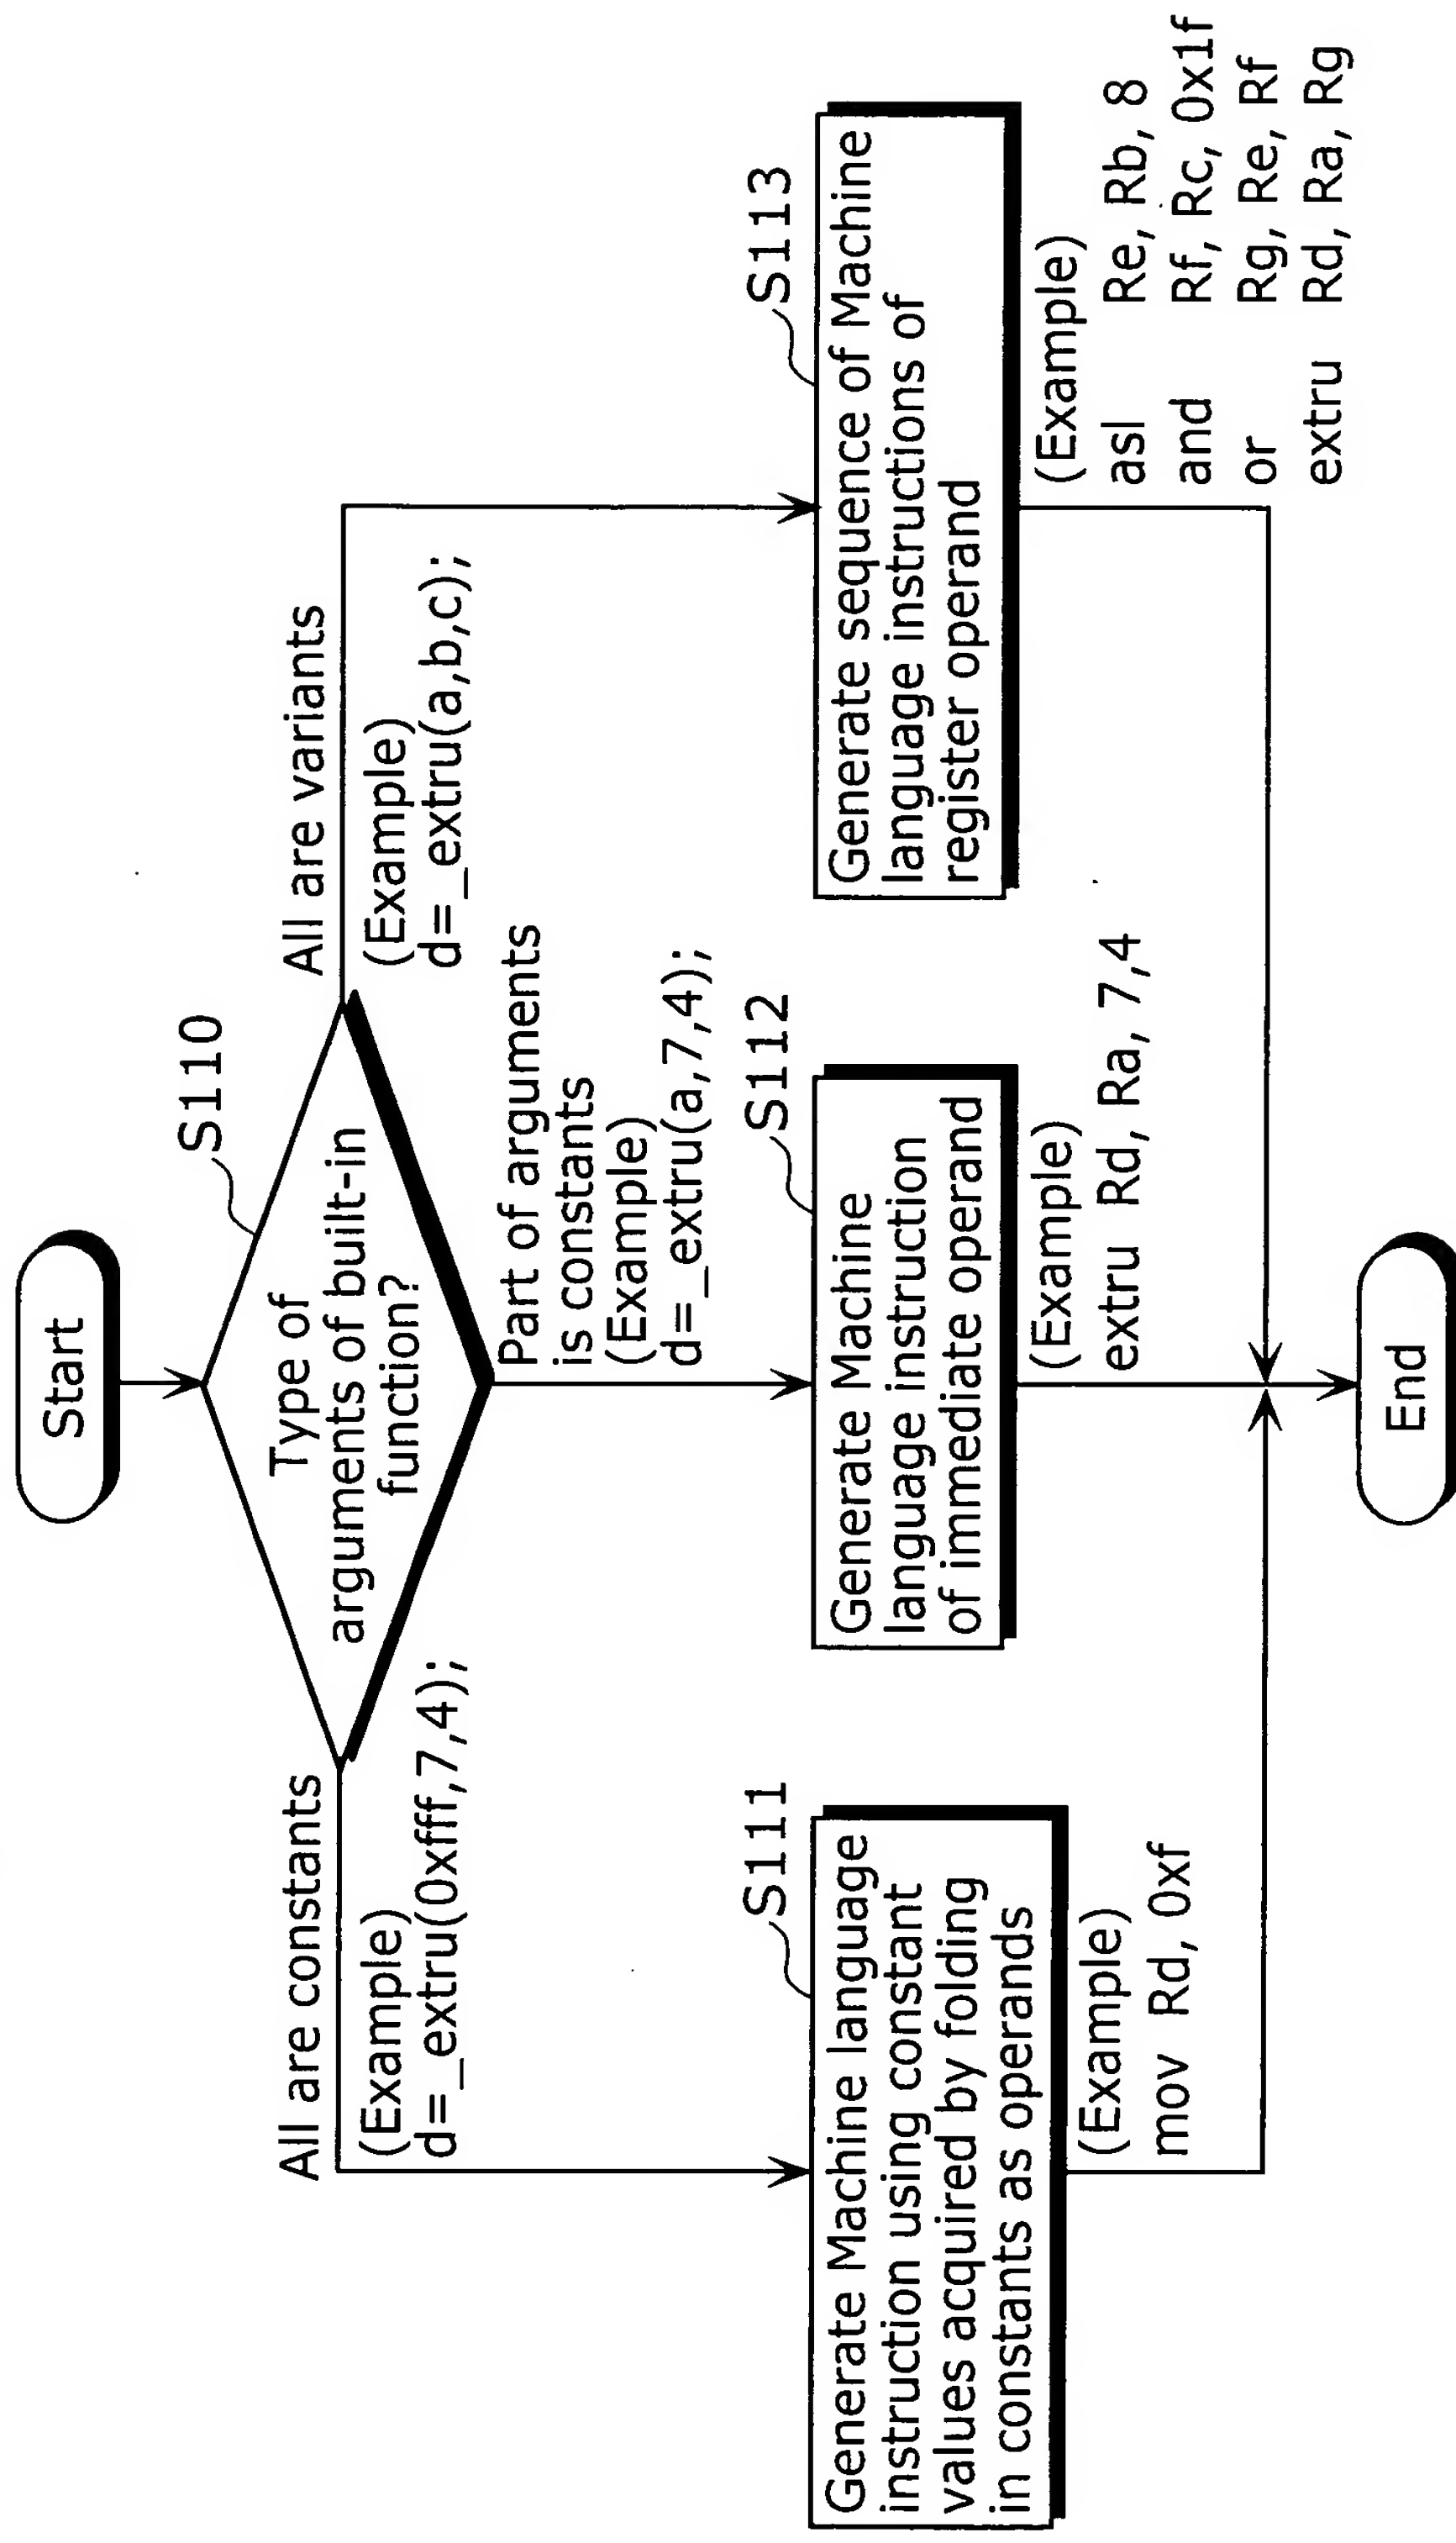 Start
S110
Type of
arguments of built-in
function?
All are constants
(Example)
d=_extru(0xfff,7,4);
Part of arguments
is constants
(Example)
d=_extru(a,7,4);
All are variants
(Example)
d=_extru(a,b,c);
S111
Generate Machine language
instruction using constant
values acquired by folding
in constants as operands
(Example)
mov Rd, 0xf
S112
Generate Machine
language instruction
of immediate operand
(Example)
extru Rd, Ra, 7,4
S113
Generate sequence of Machine
language instructions of
register operand
(Example)
asl Re, Rb, 8
and Rf, Rc, 0x1f
or Rg, Re, Rf
extru Rd, Ra, Rg
End